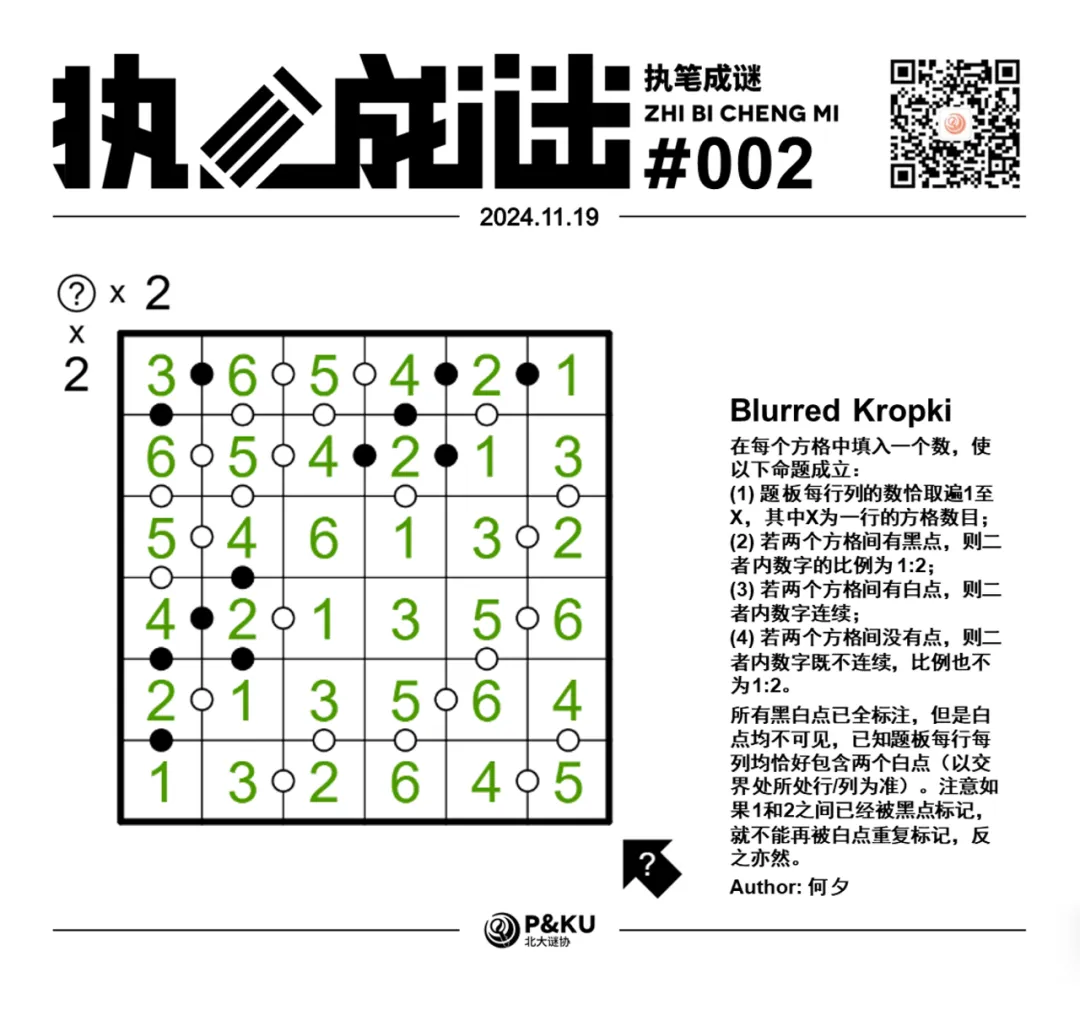 执笔成谜
执笔成谜
ZHI BI CHENG MI
#002
2024.11.19
? x 2
x
2
3 6 5 4 2 1
6 5 4 2 1 3
5 4 6 1 3 2
4 2 1 3 5 6
2 1 3 5 6 4
1 3 2 6 4 5
?
Blurred Kropki
在每个方格中填入一个数，使
以下命题成立：
(1) 题板每行列的数恰取遍1至
X，其中X为一行的方格数目；
(2) 若两个方格间有黑点，则二
者内数字的比例为1:2；
(3) 若两个方格间有白点，则二
者内数字连续；
(4) 若两个方格间没有点，则二
者内数字既不连续，比例也不
为1:2。
所有黑白点已全标注，但是白
点均不可见，已知题板每行每
列均恰好包含两个白点（以交
界处所处行/列为准）。注意如
果1和2之间已经被黑点标记，
就不能再被白点重复标记，反
之亦然。
Author: 何夕
P&KU
北大谜协